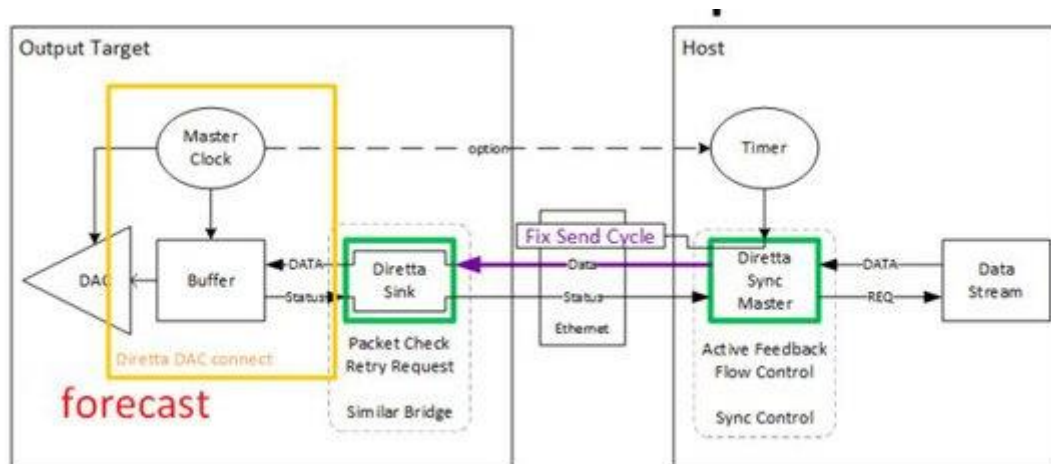 Output Target
Host
Master
Clock
option
Timer
Fix Send Cycle
DAC
Buffer
DATA
Status
Diretta
Sink
Data
Status
Ethernet
Diretta
Sync
Master
DATA
REQ
Data
Stream
Diretta DAC connect
Packet Check
Retry Request
Similar Bridge
Active Feedback
Flow Control
Sync Control
forecast